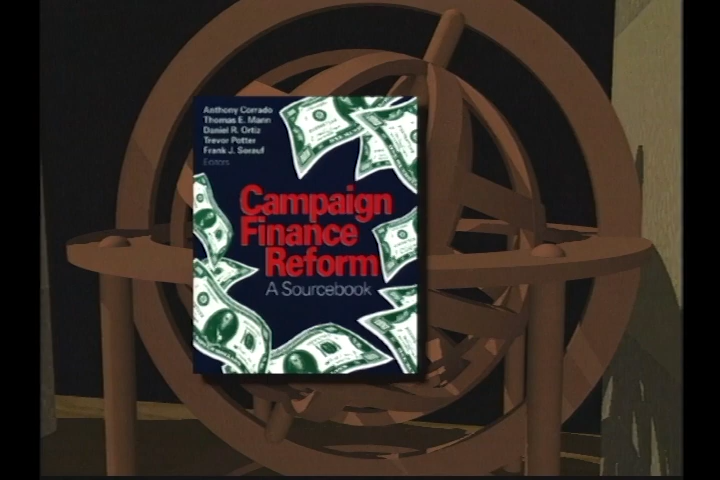 Anthony Corrado
Thomas E. Mann
Daniel R. Ortiz
Trevor Potter
Frank J. Sorauf
Editors
Campaign
Finance
Reform
A Sourcebook